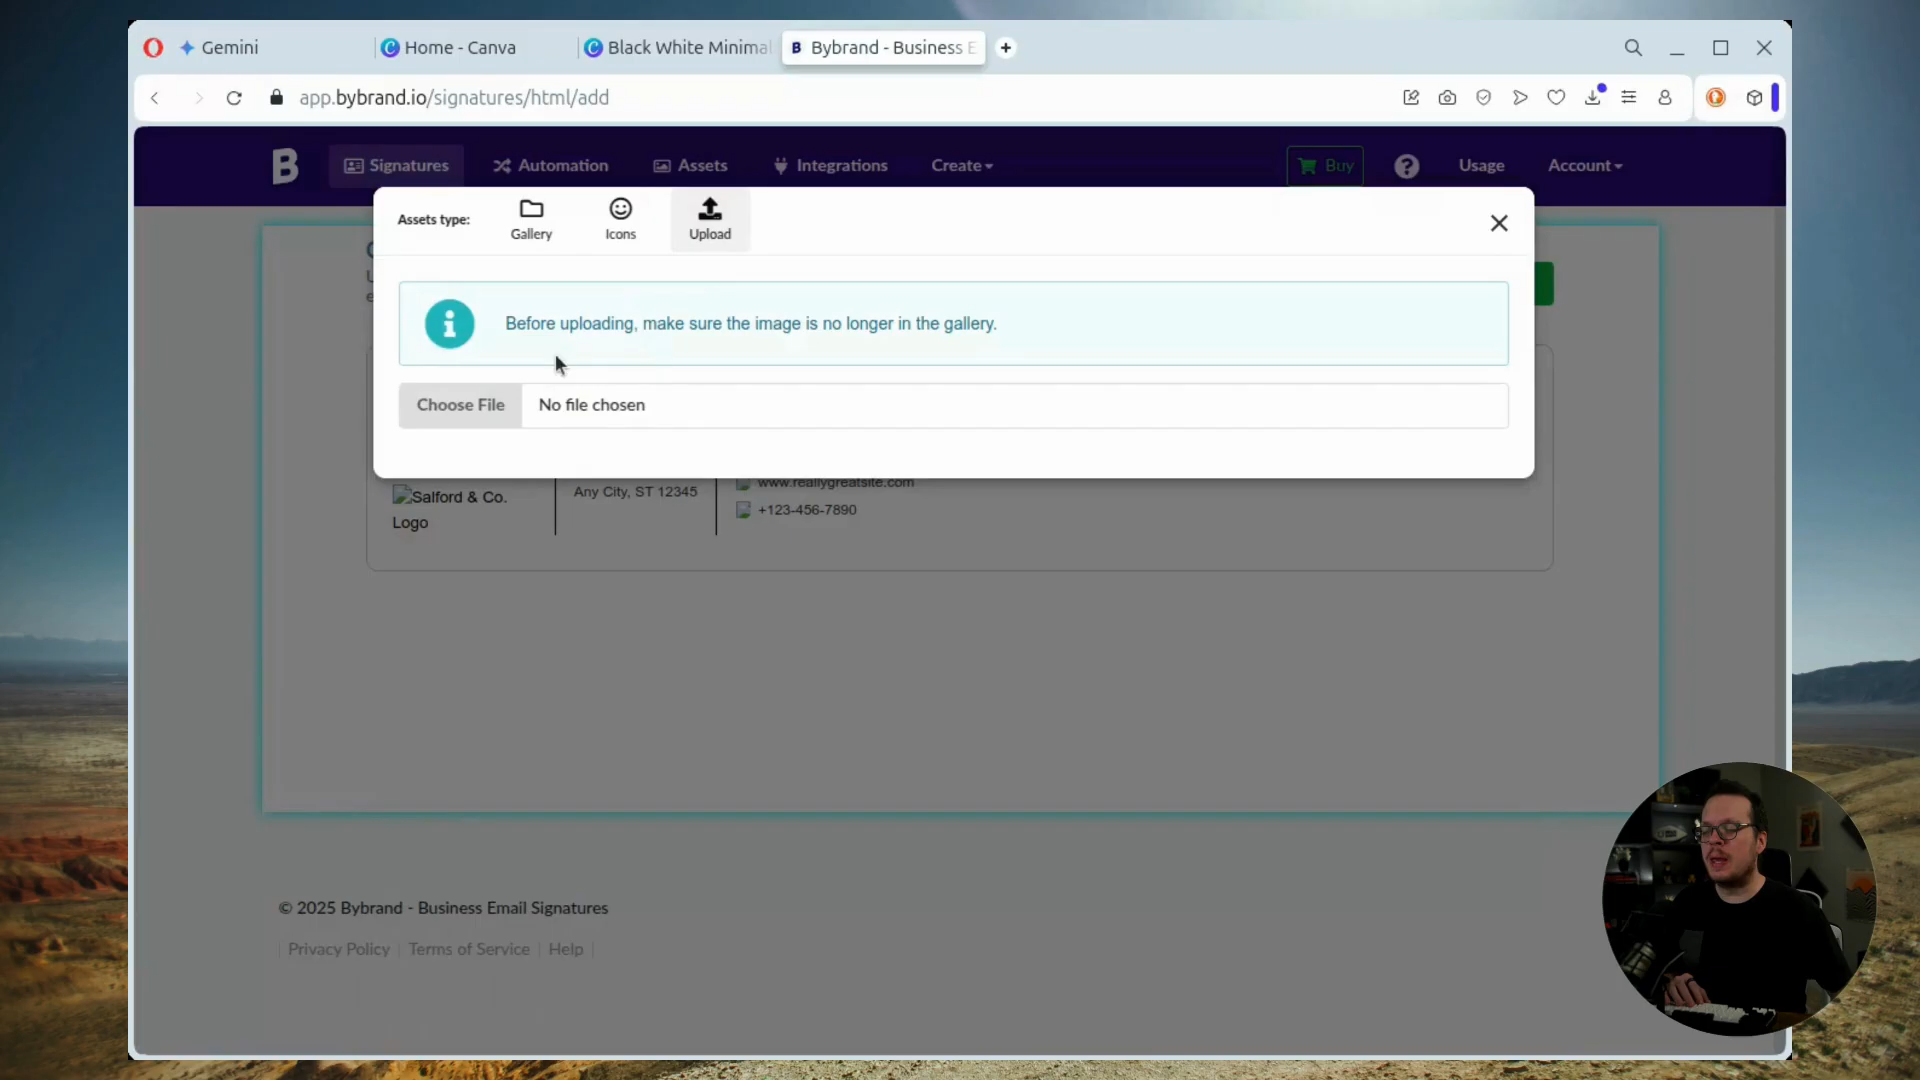 Gemini
Home - Canva
Black White Minimal
Bybrand - Business E
app.bybrand.io/signatures/html/add
B Signatures Automation Assets Integrations Create Buy Usage Account
Assets type:
Gallery
Icons
Upload
Before uploading, make sure the image is no longer in the gallery.
Choose File
No file chosen
Salford & Co.
Logo
Any City, ST 12345
www.reallygreatsite.com
+123-456-7890
© 2025 Bybrand - Business Email Signatures
Privacy Policy | Terms of Service | Help |